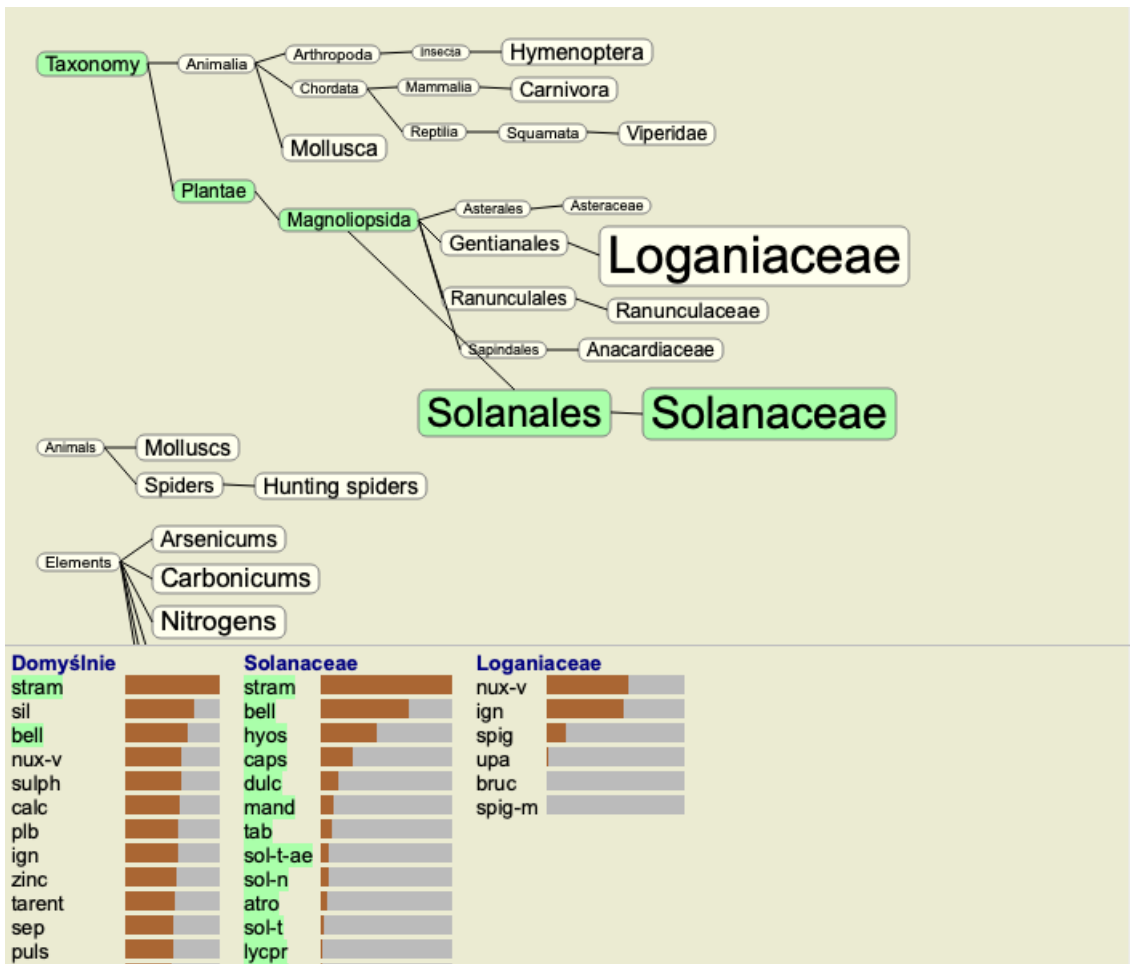 Taxonomy
Animalia
Arthropoda
Insecta
Hymenoptera
Chordata
Mammalia
Carnivora
Reptilia
Squamata
Viperidae
Mollusca
Plantae
Magnoliopsida
Asterales
Asteraceae
Gentianales
Loganiaceae
Ranunculales
Ranunculaceae
Sapindales
Anacardiaceae
Solanales
Solanaceae
Animals
Molluscs
Spiders
Hunting spiders
Elements
Arsenicums
Carbonicums
Nitrogens
Domyślnie
stram
sil
bell
nux-v
sulph
calc
plb
ign
zinc
tarent
sep
puls
Solanaceae
stram
bell
hyos
caps
dulc
mand
tab
sol-t-ae
sol-n
atro
sol-t
lycpr
Loganiaceae
nux-v
ign
spig
upa
bruc
spig-m